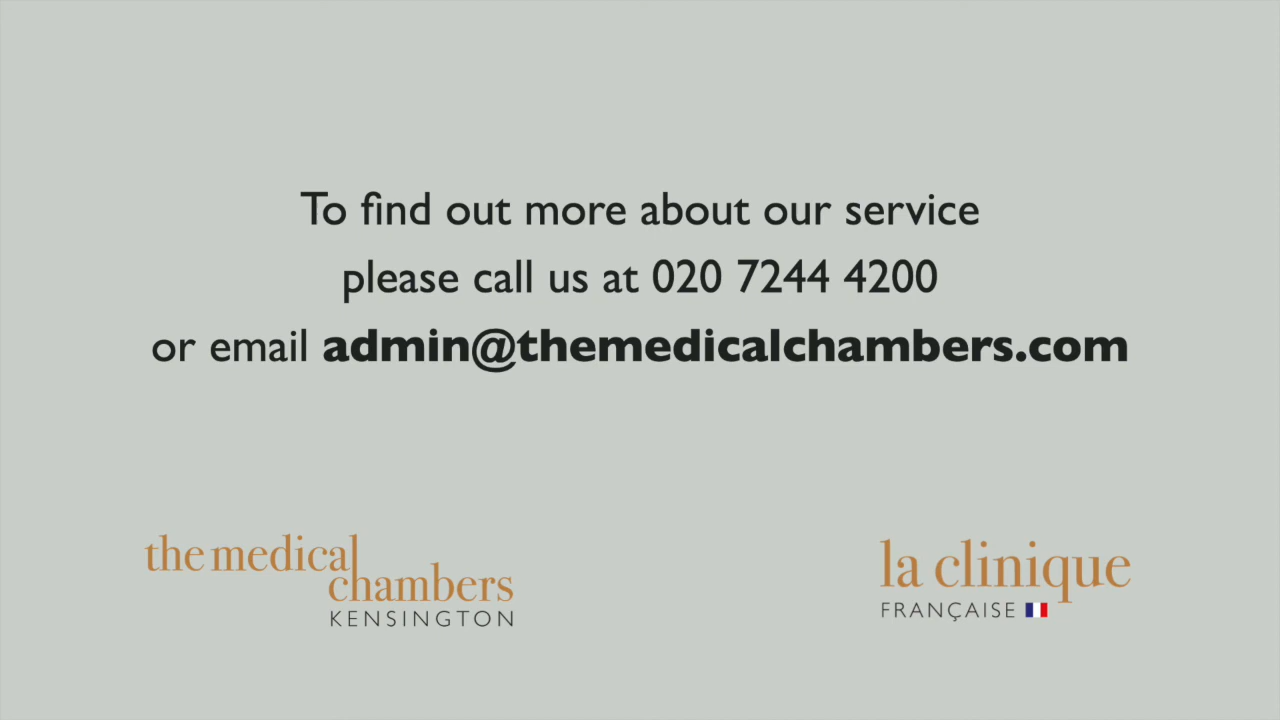 To find out more about our service
please call us at 020 7244 4200
or email admin@themedicalchambers.com
the medical
chambers
KENSINGTON
la clinique
FRANÇAISE